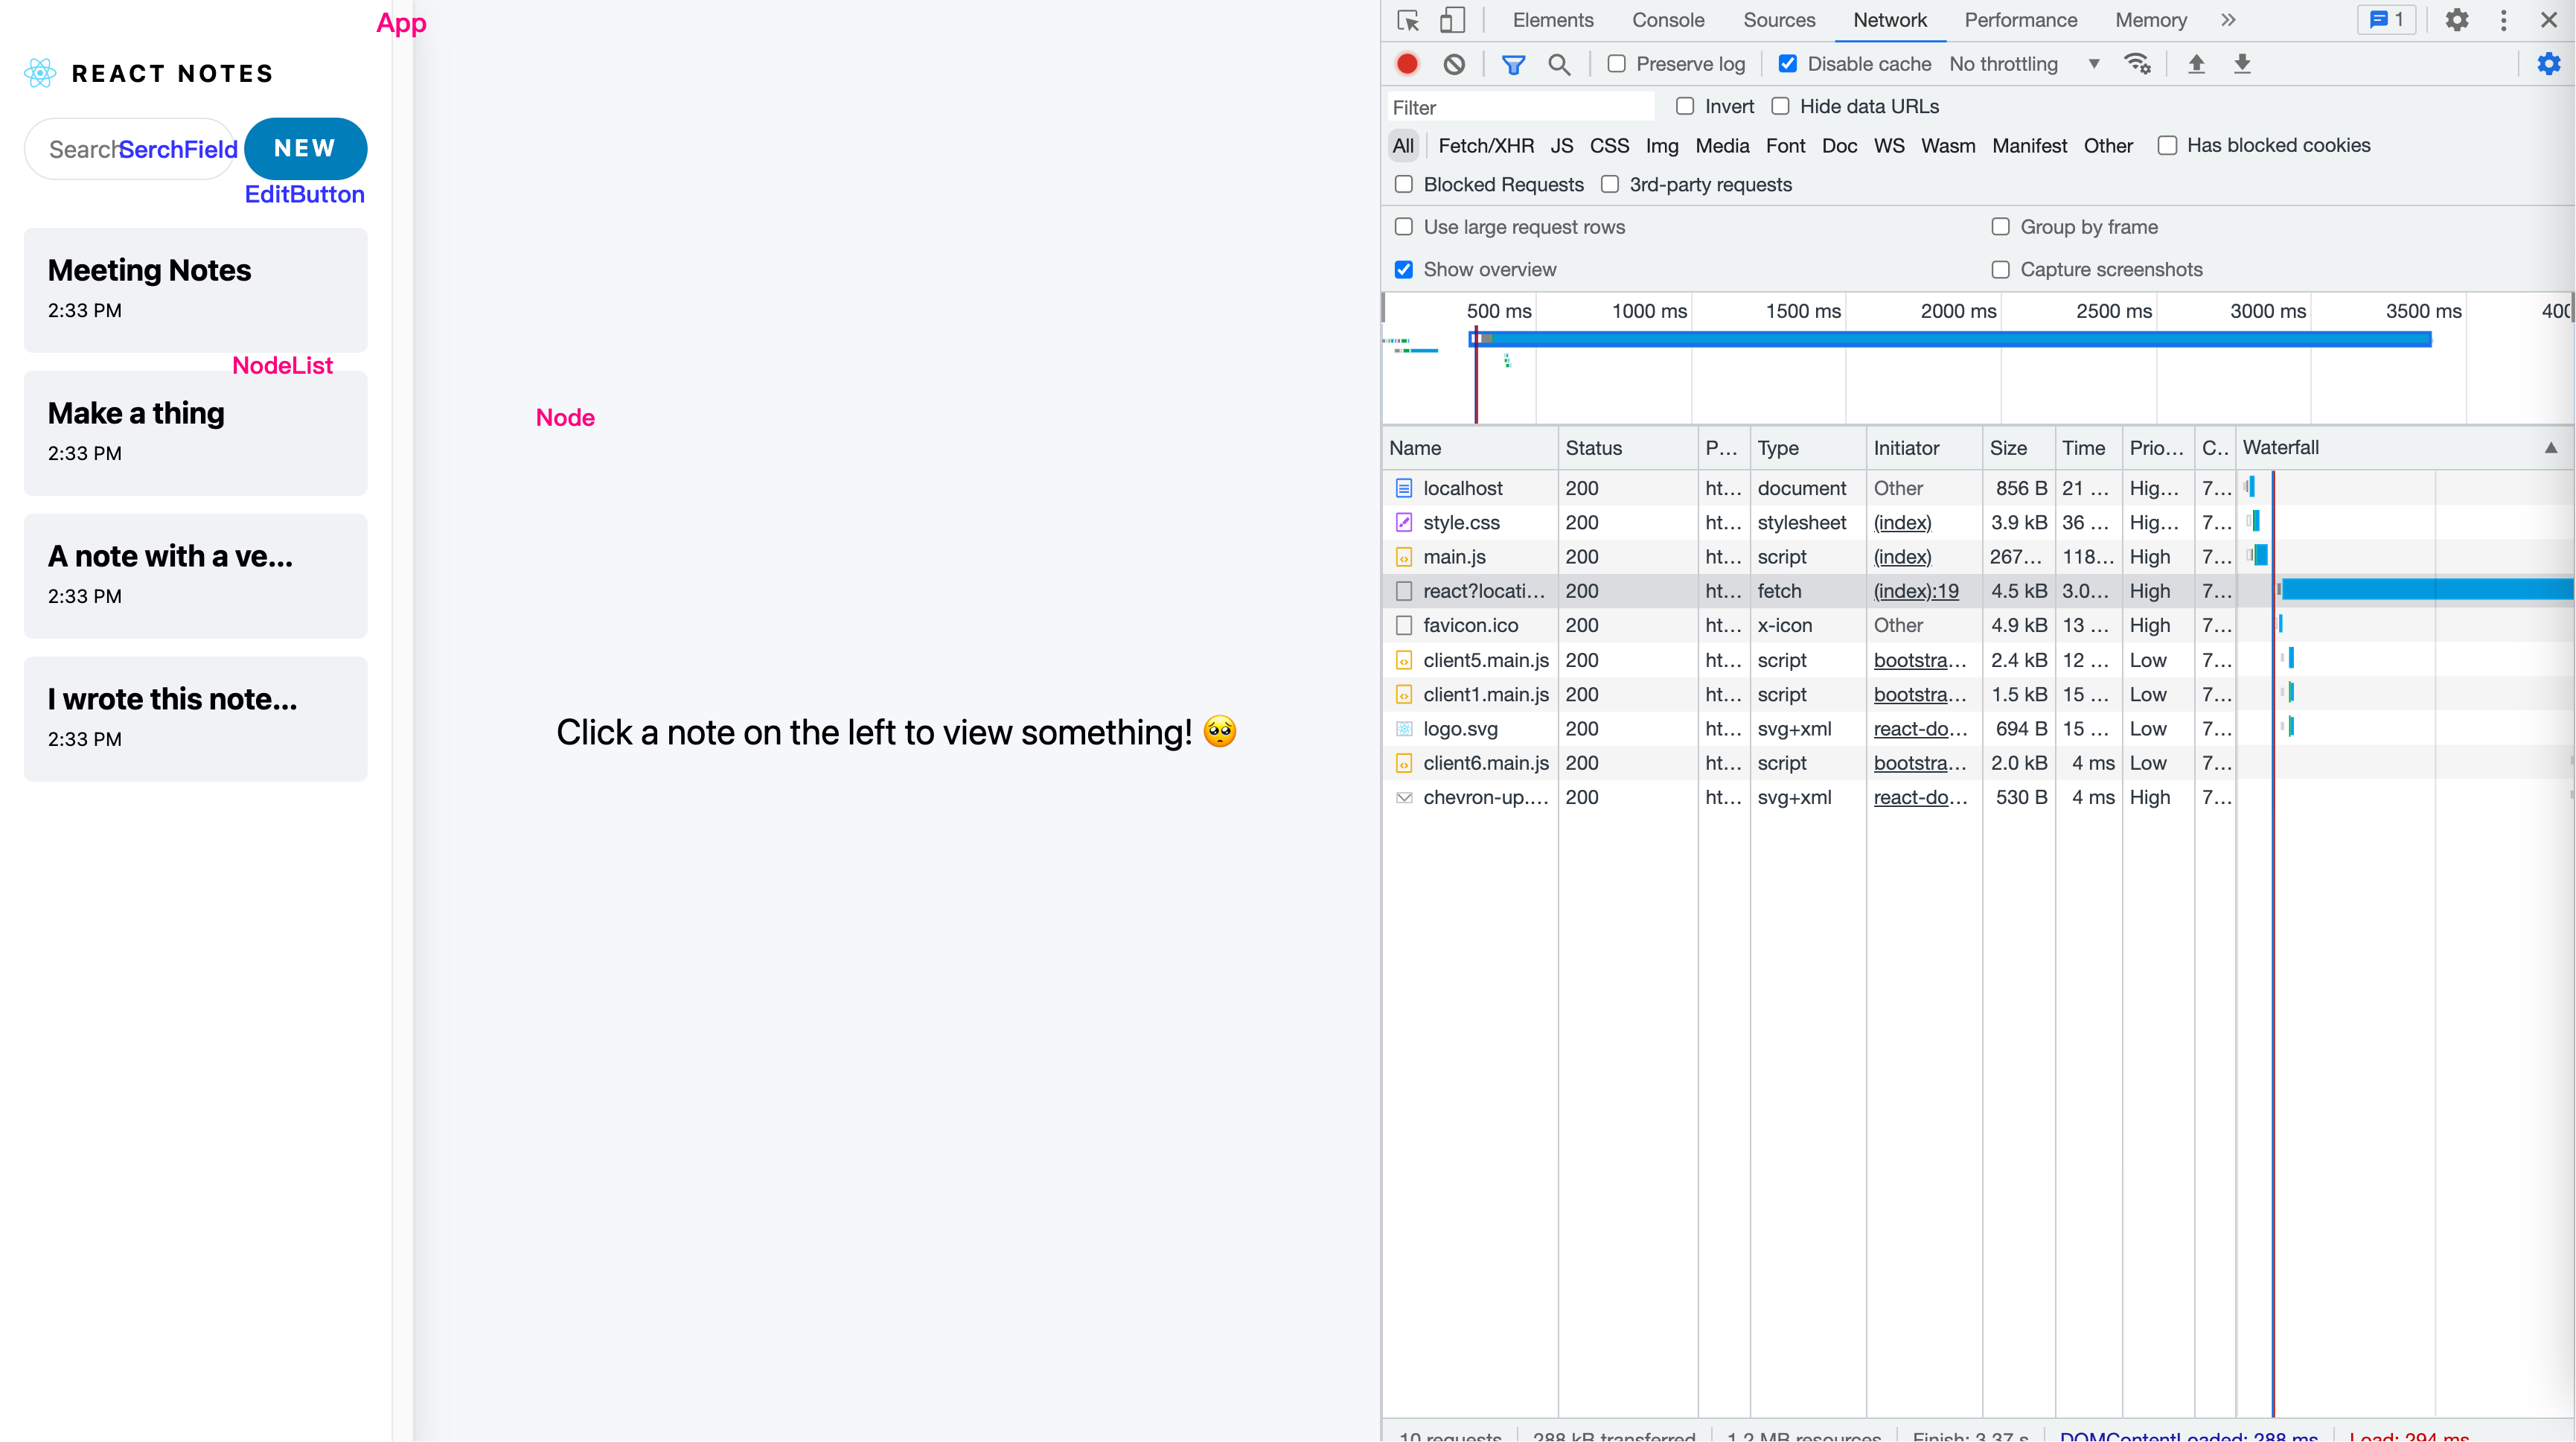 App
REACT NOTES
Search
SerchField
NEW
EditButton
Meeting Notes
2:33 PM
NodeList
Make a thing
2:33 PM
A note with a ve...
2:33 PM
I wrote this note...
2:33 PM
Node
Click a note on the left to view something! 🥺
Elements Console Sources Network Performance Memory 1
Preserve log Disable cache No throttling
Filter Invert Hide data URLs
All Fetch/XHR JS CSS Img Media Font Doc WS Wasm Manifest Other Has blocked cookies
Blocked Requests 3rd-party requests
Use large request rows Group by frame
Show overview Capture screenshots
500 ms 1000 ms 1500 ms 2000 ms 2500 ms 3000 ms 3500 ms 400
Name Status P... Type Initiator Size Time Prio... C.. Waterfall
localhost 200 ht... document Other 856 B 21 ... Hig... 7...
style.css 200 ht... stylesheet (index) 3.9 kB 36 ... Hig... 7...
main.js 200 ht... script (index) 267... 118... High 7...
react?locati... 200 ht... fetch (index):19 4.5 kB 3.0... High 7...
favicon.ico 200 ht... x-icon Other 4.9 kB 13 ... High 7...
client5.main.js 200 ht... script bootstra... 2.4 kB 12 ... Low 7...
client1.main.js 200 ht... script bootstra... 1.5 kB 15 ... Low 7...
logo.svg 200 ht... svg+xml react-do... 694 B 15 ... Low 7...
client6.main.js 200 ht... script bootstra... 2.0 kB 4 ms Low 7...
chevron-up.... 200 ht... svg+xml react-do... 530 B 4 ms High 7...
10 requests 288 kB transferred 1.2 MB resources Finish: 3.37 s DOMContentLoaded: 288 ms Load: 294 ms